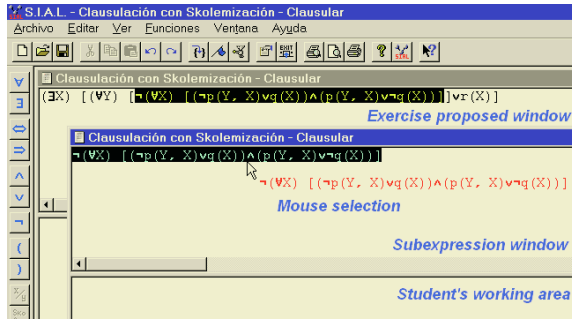 S.I.A.L. - Clausulación con Skolemización - Clausular
Archivo Editar Ver Funciones Ventana Ayuda
Clausulación con Skolemización - Clausular
(∃X) [(∀Y) [¬(∀X) [(¬p(Y, X)∨q(X))∧(p(Y, X)∨¬q(X))]]∨r(X)]
Exercise proposed window
Clausulación con Skolemización - Clausular
¬(∀X) [(¬p(Y, X)∨q(X))∧(p(Y, X)∨¬q(X))]
¬(∀X) [(¬p(Y, X)∨q(X))∧(p(Y, X)∨¬q(X))]
Mouse selection
Subexpression window
Student's working area
∀
∃
⇔
⇒
∧
∨
¬
(
)